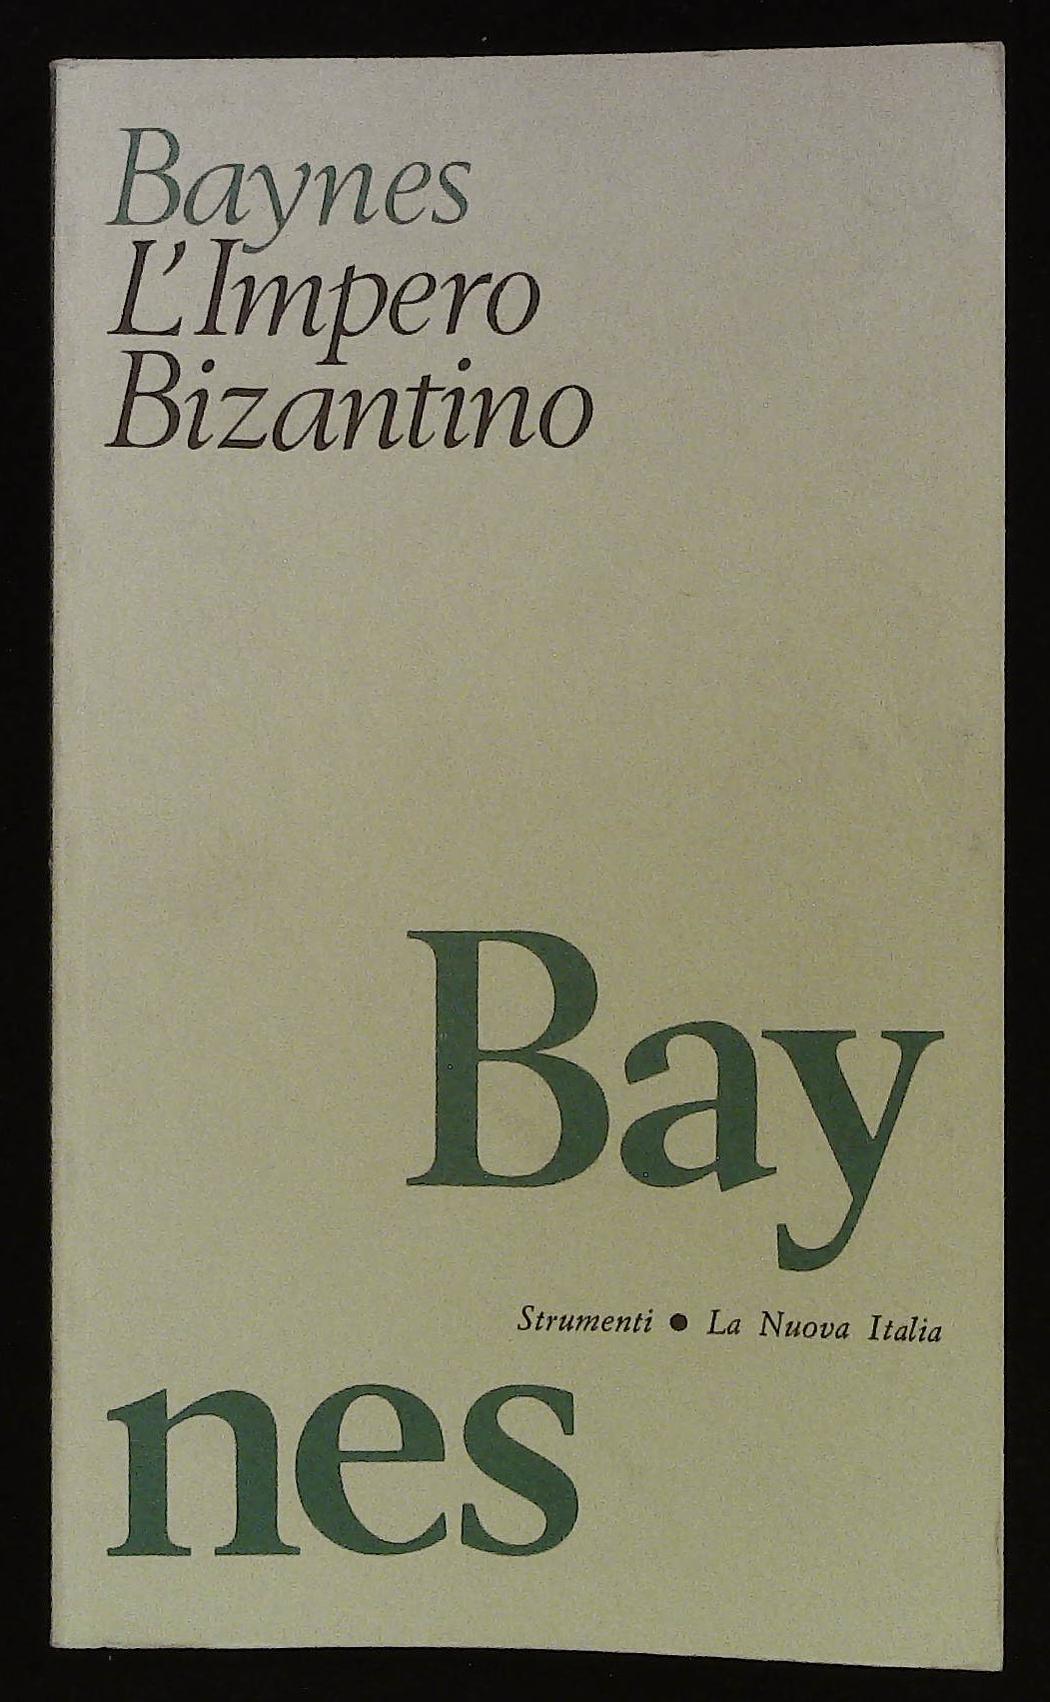 Baynes
L'Impero
Bizantino
Bay
Strumenti ● La Nuova Italia
nes